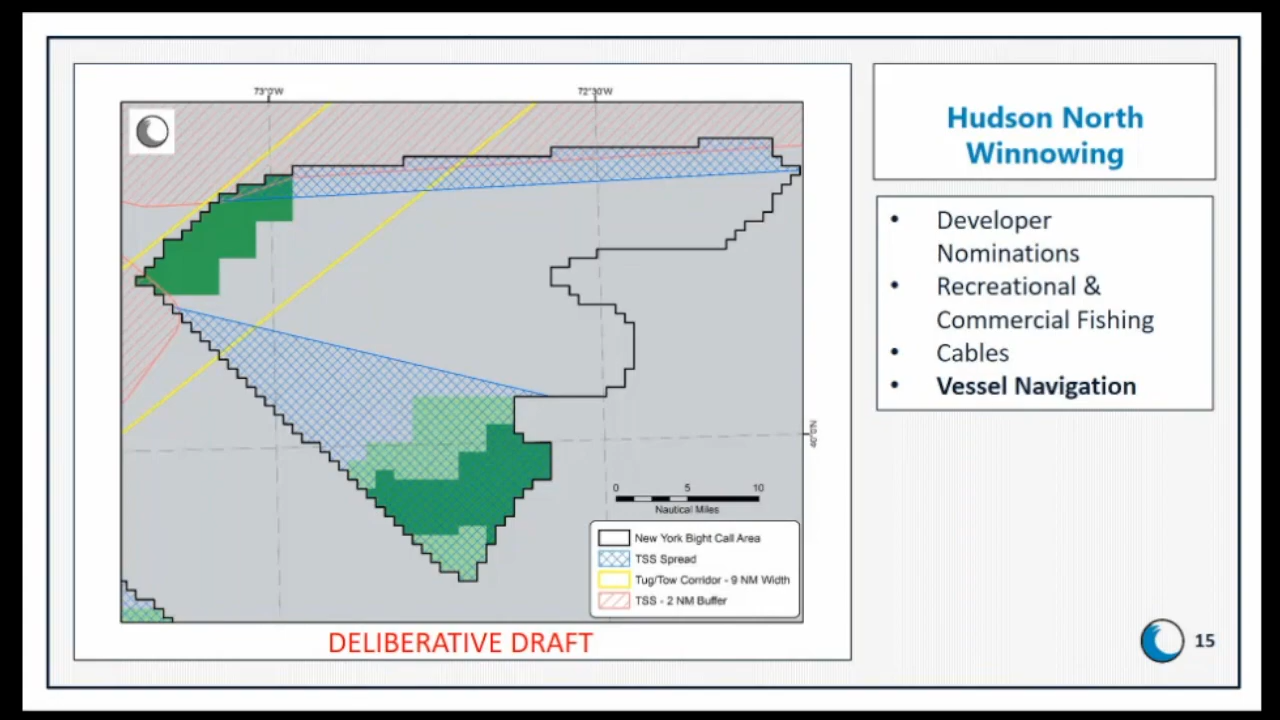 73°0'W
72°30'W
40°0'N
0 5 10
Nautical Miles
New York Bight Call Area
TSS Spread
Tug/Tow Corridor - 9 NM Width
TSS - 2 NM Buffer
DELIBERATIVE DRAFT
Hudson North
Winnowing
• Developer
Nominations
• Recreational &
Commercial Fishing
• Cables
• Vessel Navigation
15